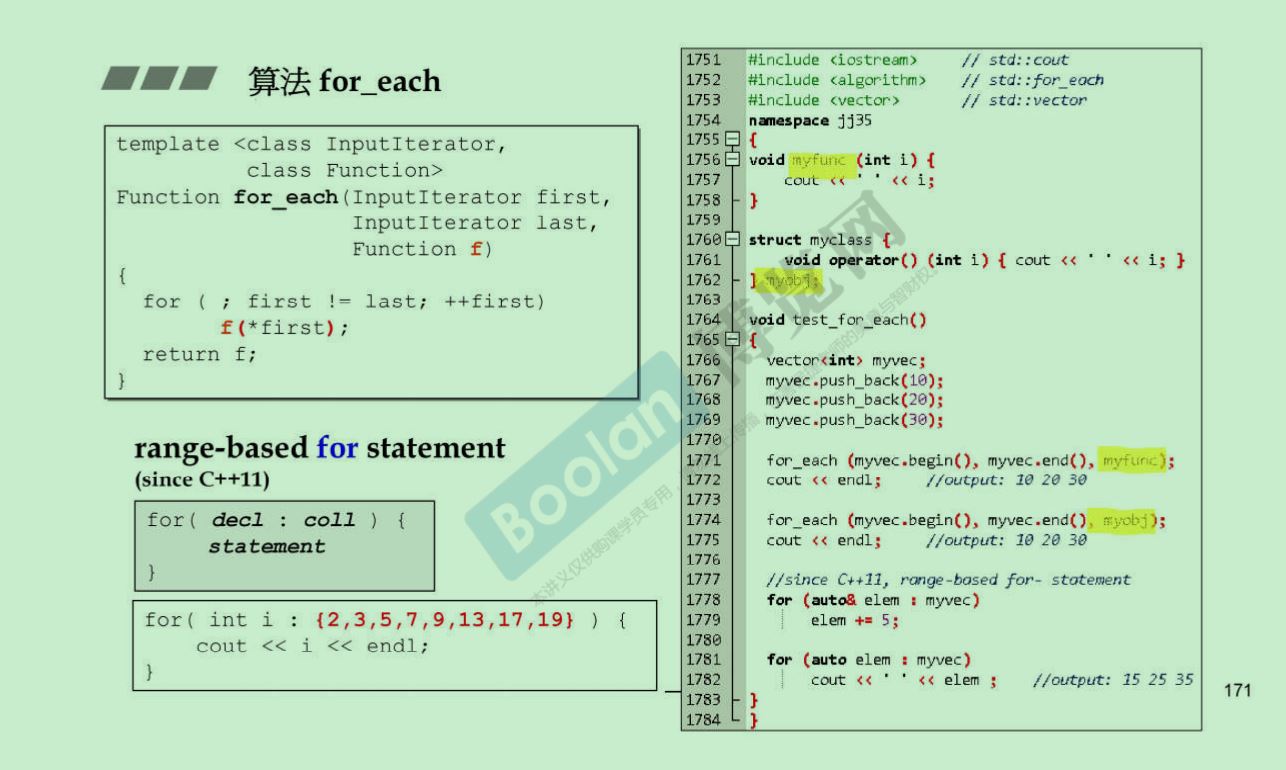 算法 for_each
template <class InputIterator,
class Function>
Function for_each(InputIterator first,
InputIterator last,
Function f)
{
for ( ; first != last; ++first)
f(*first);
return f;
}
range-based for statement
(since C++11)
for( decl : coll ) {
statement
}
for( int i : {2,3,5,7,9,13,17,19} ) {
cout << i << endl;
}
1751 #include <iostream> // std::cout
1752 #include <algorithm> // std::for_each
1753 #include <vector> // std::vector
1754 namespace jj35
1755 {
1756 void myfunc (int i) {
1757 cout << ' ' << i;
1758 }
1759
1760 struct myclass {
1761 void operator() (int i) { cout << ' ' << i; }
1762 } myobj;
1763
1764 void test_for_each()
1765 {
1766 vector<int> myvec;
1767 myvec.push_back(10);
1768 myvec.push_back(20);
1769 myvec.push_back(30);
1770
1771 for_each (myvec.begin(), myvec.end(), myfunc);
1772 cout << endl; //output: 10 20 30
1773
1774 for_each (myvec.begin(), myvec.end(), myobj);
1775 cout << endl; //output: 10 20 30
1776
1777 //since C++11, range-based for- statement
1778 for (auto& elem : myvec)
1779 elem += 5;
1780
1781 for (auto elem : myvec)
1782 cout << ' ' << elem ; //output: 15 25 35
1783 }
1784 }
171
Boolan 博览网
本讲义仅供购课学员专用